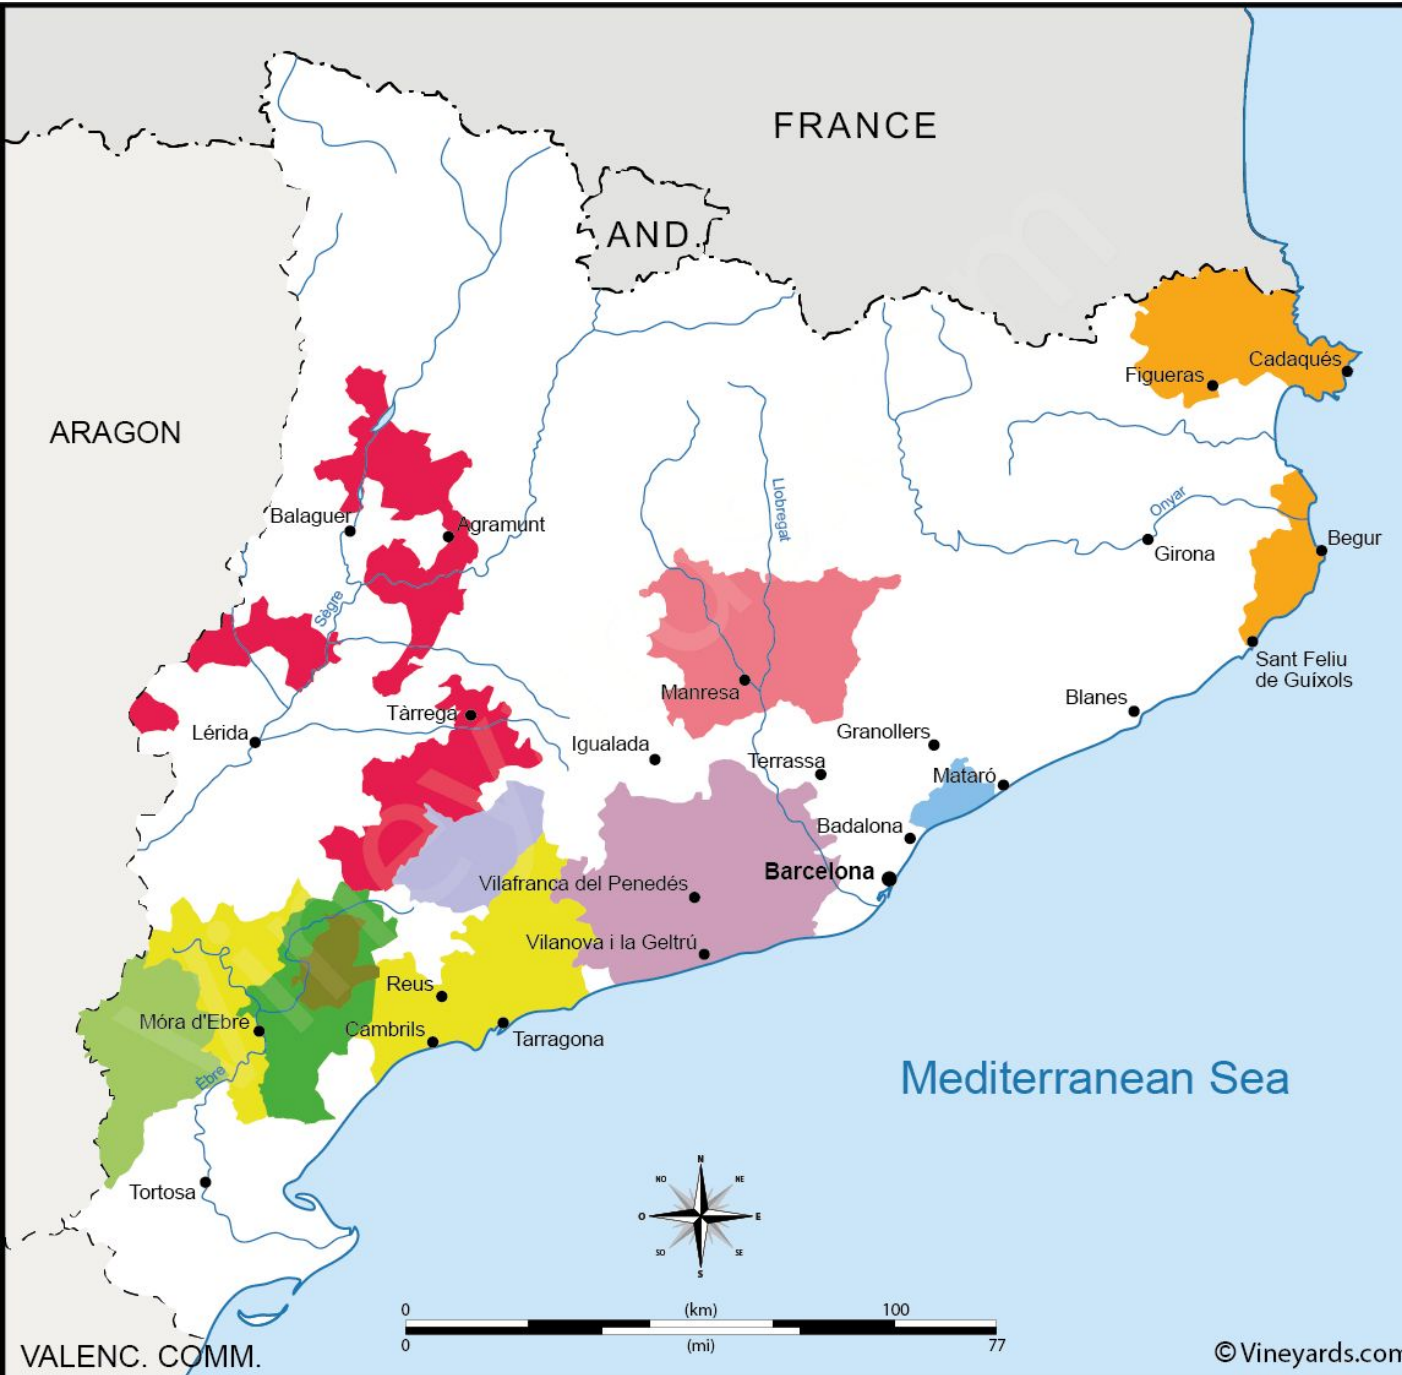 FRANCE
AND.
ARAGON
Cadaqués
Figueras
Llobregat
Onyar
Balaguer
Agramunt
Begur
Girona
Sègre
Sant Feliu
de Guíxols
Manresa
Blanes
Tàrrega
Lérida
Igualada
Granollers
Terrassa
Mataró
Badalona
Barcelona
Vilafranca del Penedés
Vilanova i la Geltrú
Reus
Móra d'Ebre
Cambrils
Tarragona
Èbre
Mediterranean Sea
Tortosa
N
NO
NE
O
E
SO
SE
S
0
(km)
100
0
(mi)
77
VALENC. COMM.
©Vineyards.com